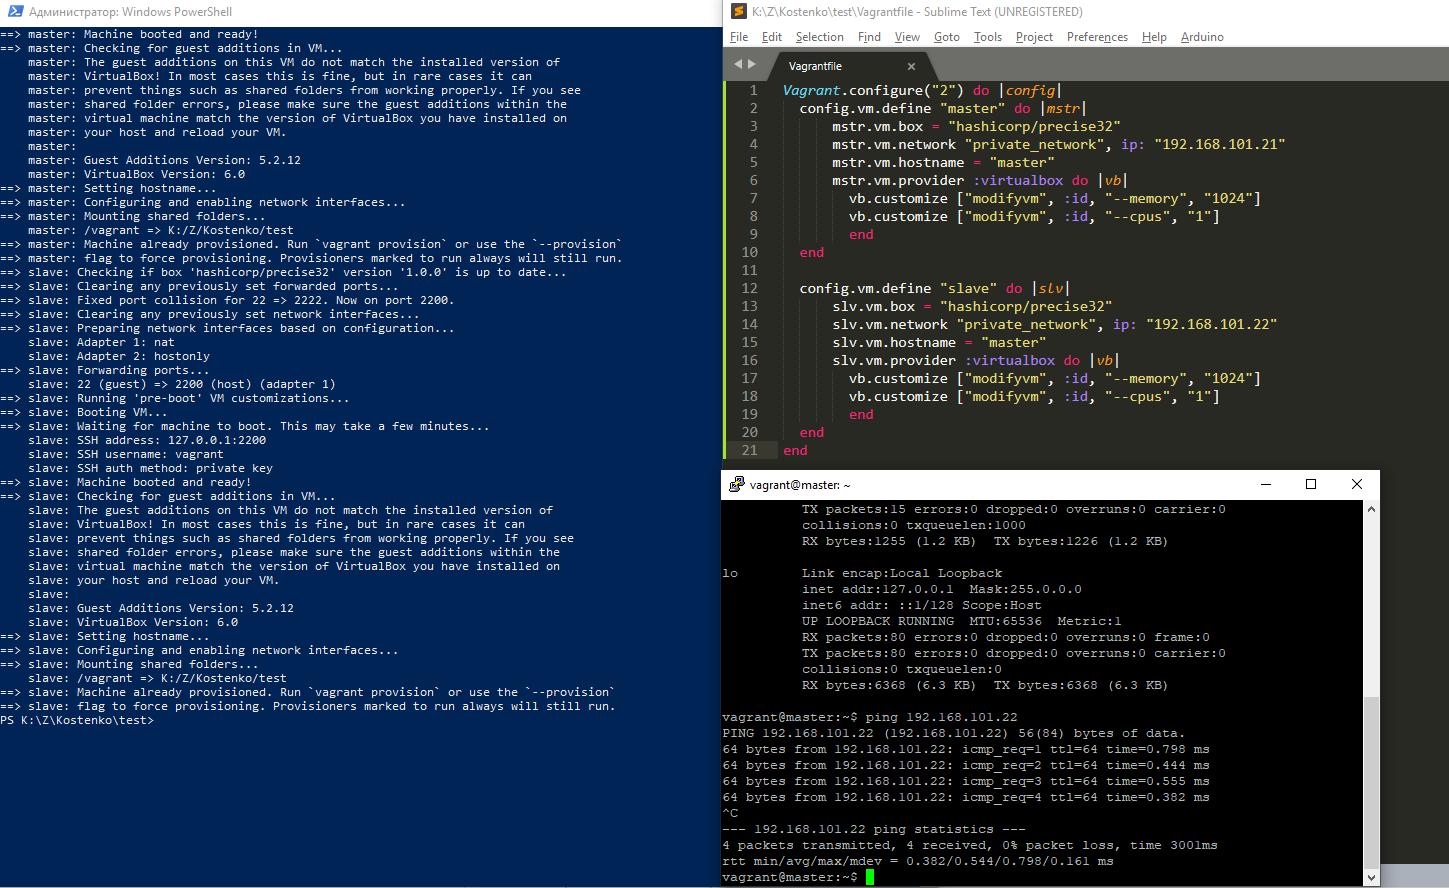 Администратор: Windows PowerShell
==> master: Machine booted and ready!
==> master: Checking for guest additions in VM...
    master: The guest additions on this VM do not match the installed version of
    master: VirtualBox! In most cases this is fine, but in rare cases it can
    master: prevent things such as shared folders from working properly. If you see
    master: shared folder errors, please make sure the guest additions within the
    master: virtual machine match the version of VirtualBox you have installed on
    master: your host and reload your VM.
    master:
    master: Guest Additions Version: 5.2.12
    master: VirtualBox Version: 6.0
==> master: Setting hostname...
==> master: Configuring and enabling network interfaces...
==> master: Mounting shared folders...
    master: /vagrant => K:/Z/Kostenko/test
==> master: Machine already provisioned. Run `vagrant provision` or use the `--provision`
==> master: flag to force provisioning. Provisioners marked to run always will still run.
==> slave: Checking if box 'hashicorp/precise32' version '1.0.0' is up to date...
==> slave: Clearing any previously set forwarded ports...
==> slave: Fixed port collision for 22 => 2222. Now on port 2200.
==> slave: Clearing any previously set network interfaces...
==> slave: Preparing network interfaces based on configuration...
    slave: Adapter 1: nat
    slave: Adapter 2: hostonly
==> slave: Forwarding ports...
    slave: 22 (guest) => 2200 (host) (adapter 1)
==> slave: Running 'pre-boot' VM customizations...
==> slave: Booting VM...
==> slave: Waiting for machine to boot. This may take a few minutes...
    slave: SSH address: 127.0.0.1:2200
    slave: SSH username: vagrant
    slave: SSH auth method: private key
==> slave: Machine booted and ready!
==> slave: Checking for guest additions in VM...
    slave: The guest additions on this VM do not match the installed version of
    slave: VirtualBox! In most cases this is fine, but in rare cases it can
    slave: prevent things such as shared folders from working properly. If you see
    slave: shared folder errors, please make sure the guest additions within the
    slave: virtual machine match the version of VirtualBox you have installed on
    slave: your host and reload your VM.
    slave:
    slave: Guest Additions Version: 5.2.12
    slave: VirtualBox Version: 6.0
==> slave: Setting hostname...
==> slave: Configuring and enabling network interfaces...
==> slave: Mounting shared folders...
    slave: /vagrant => K:/Z/Kostenko/test
==> slave: Machine already provisioned. Run `vagrant provision` or use the `--provision`
==> slave: flag to force provisioning. Provisioners marked to run always will still run.
PS K:\Z\Kostenko\test>
K:\Z\Kostenko\test\Vagrantfile - Sublime Text (UNREGISTERED)
File Edit Selection Find View Goto Tools Project Preferences Help Arduino
Vagrantfile ×
1 Vagrant.configure("2") do |config|
2   config.vm.define "master" do |mstr|
3       mstr.vm.box = "hashicorp/precise32"
4       mstr.vm.network "private_network", ip: "192.168.101.21"
5       mstr.vm.hostname = "master"
6       mstr.vm.provider :virtualbox do |vb|
7         vb.customize ["modifyvm", :id, "--memory", "1024"]
8         vb.customize ["modifyvm", :id, "--cpus", "1"]
9         end
10   end
11
12   config.vm.define "slave" do |slv|
13       slv.vm.box = "hashicorp/precise32"
14       slv.vm.network "private_network", ip: "192.168.101.22"
15       slv.vm.hostname = "master"
16       slv.vm.provider :virtualbox do |vb|
17         vb.customize ["modifyvm", :id, "--memory", "1024"]
18         vb.customize ["modifyvm", :id, "--cpus", "1"]
19         end
20   end
21 end
vagrant@master: ~
          TX packets:15 errors:0 dropped:0 overruns:0 carrier:0
          collisions:0 txqueuelen:1000
          RX bytes:1255 (1.2 KB)  TX bytes:1226 (1.2 KB)
lo        Link encap:Local Loopback
          inet addr:127.0.0.1  Mask:255.0.0.0
          inet6 addr: ::1/128 Scope:Host
          UP LOOPBACK RUNNING  MTU:65536  Metric:1
          RX packets:80 errors:0 dropped:0 overruns:0 frame:0
          TX packets:80 errors:0 dropped:0 overruns:0 carrier:0
          collisions:0 txqueuelen:0
          RX bytes:6368 (6.3 KB)  TX bytes:6368 (6.3 KB)
vagrant@master:~$ ping 192.168.101.22
PING 192.168.101.22 (192.168.101.22) 56(84) bytes of data.
64 bytes from 192.168.101.22: icmp_req=1 ttl=64 time=0.798 ms
64 bytes from 192.168.101.22: icmp_req=2 ttl=64 time=0.444 ms
64 bytes from 192.168.101.22: icmp_req=3 ttl=64 time=0.555 ms
64 bytes from 192.168.101.22: icmp_req=4 ttl=64 time=0.382 ms
^C
--- 192.168.101.22 ping statistics ---
4 packets transmitted, 4 received, 0% packet loss, time 3001ms
rtt min/avg/max/mdev = 0.382/0.544/0.798/0.161 ms
vagrant@master:~$